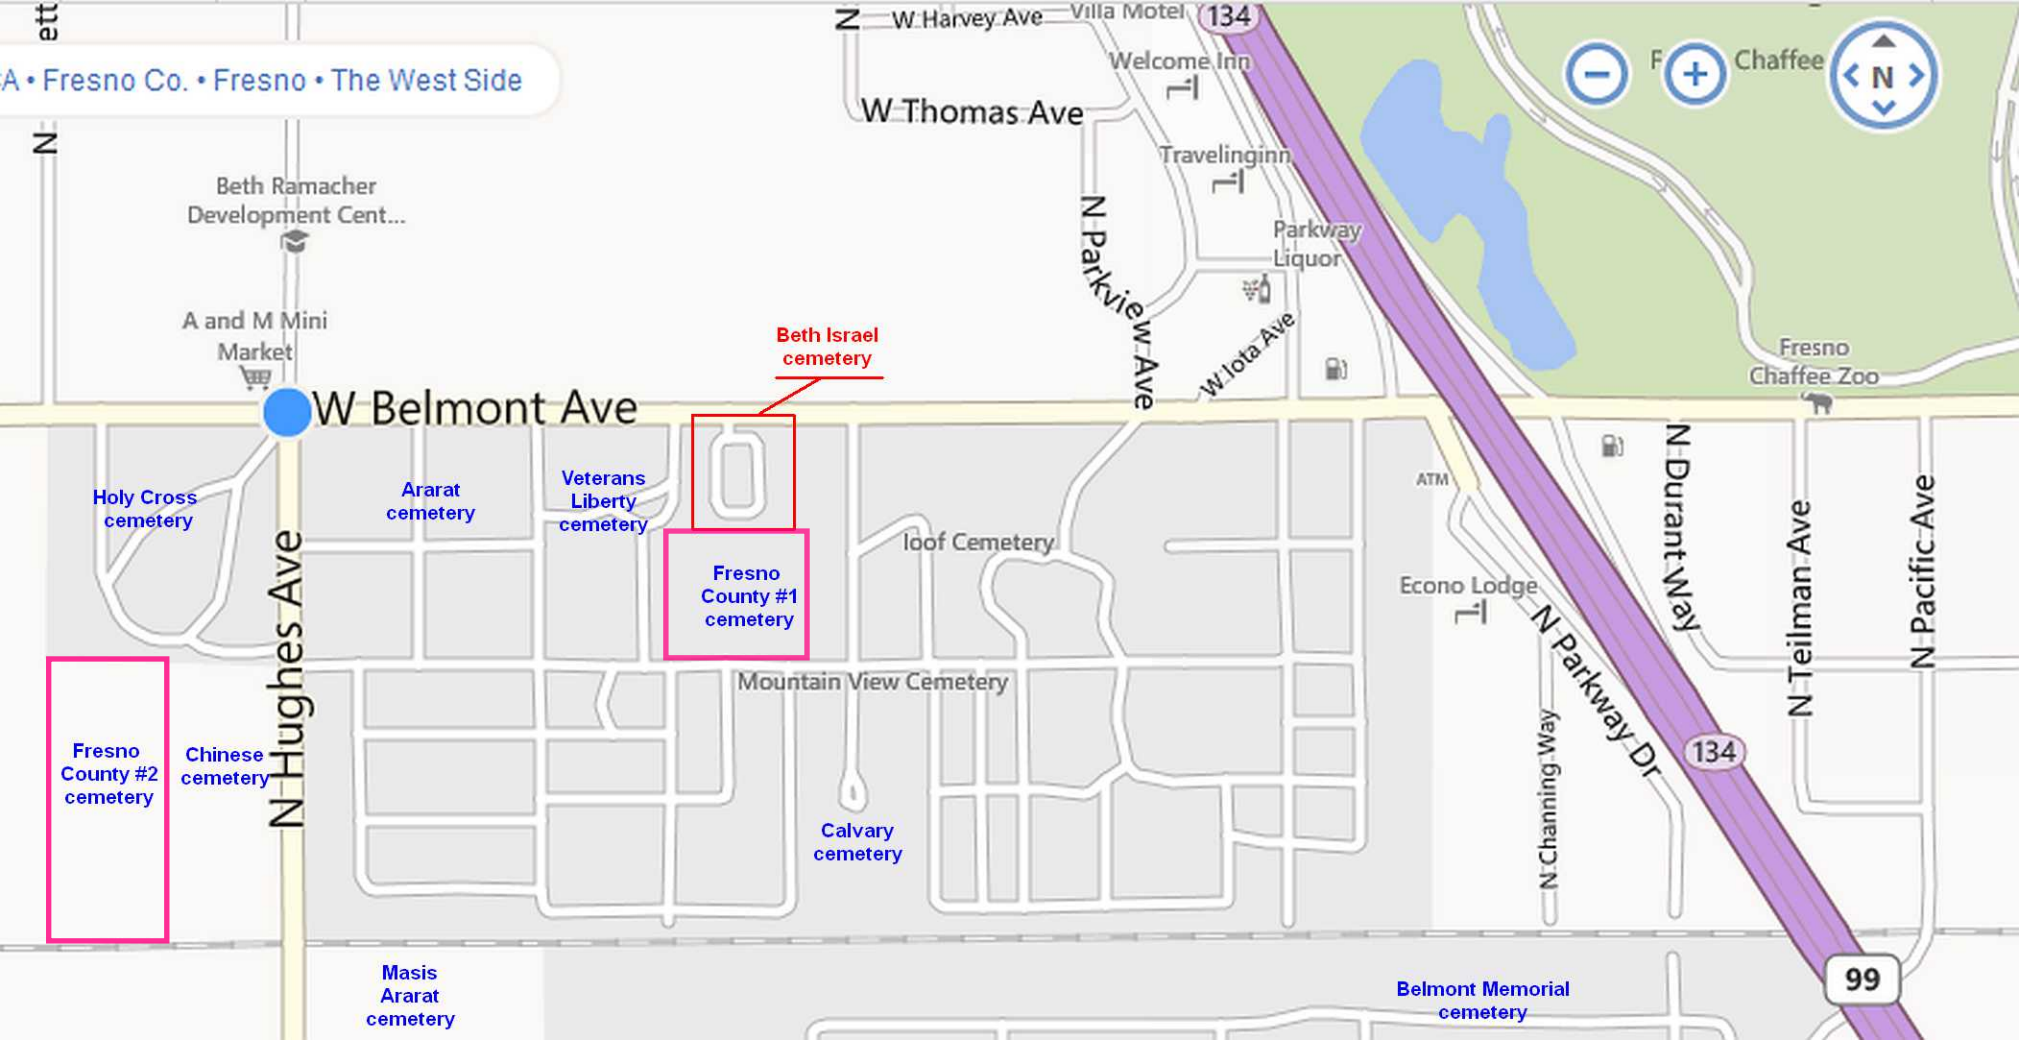 ett
N
W Harvey Ave
Villa Motel
134
A • Fresno Co. • Fresno • The West Side
Welcome Inn
Chaffee
N
N
W Thomas Ave
Travelinginn
Beth Ramacher
Development Cent...
N Parkview Ave
Parkway
Liquor
A and M Mini
Market
Beth Israel
cemetery
W Iota Ave
Fresno
Chaffee Zoo
W Belmont Ave
Holy Cross
cemetery
Ararat
cemetery
Veterans
Liberty
cemetery
ATM
N Durant Way
N Teilman Ave
N Pacific Ave
N Hughes Ave
loof Cemetery
Fresno
County #1
cemetery
Econo Lodge
N Parkway Dr
Mountain View Cemetery
Fresno
County #2
cemetery
Chinese
cemetery
N Channing Way
134
Calvary
cemetery
Masis
Ararat
cemetery
Belmont Memorial
cemetery
99